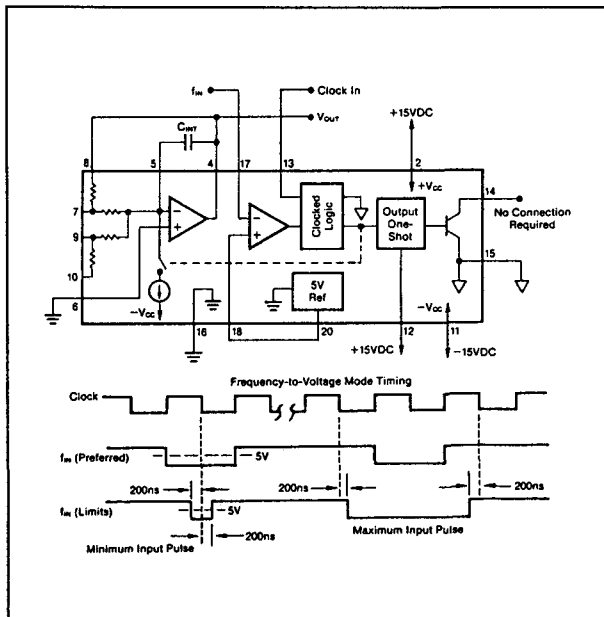 fIN
Clock In
VOUT
+15VDC
CINT
8
5
4
17
13
2
+VCC
14
7
No Connection
Required
Clocked
Logic
Output
One-
Shot
9
10
5V
Ref
15
6
-VCC
-VCC
16
18
20
12
11
+15VDC
-15VDC
Frequency-to-Voltage Mode Timing
Clock
fIN (Preferred)
5V
200ns
200ns
200ns
fIN (Limits)
5V
200ns
Minimum Input Pulse
Maximum Input Pulse